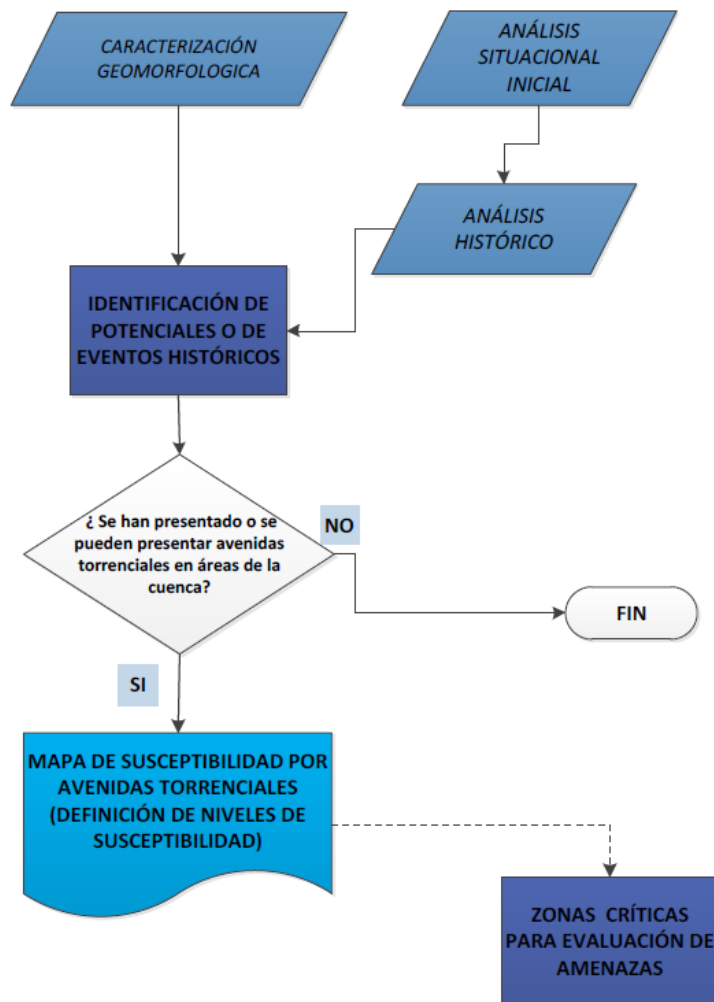 CARACTERIZACIÓN
GEOMORFOLOGICA
ANÁLISIS
SITUACIONAL
INICIAL
ANÁLISIS
HISTÓRICO
IDENTIFICACIÓN DE
POTENCIALES O DE
EVENTOS HISTÓRICOS
¿ Se han presentado o se
pueden presentar avenidas
torrenciales en áreas de la
cuenca?
NO
FIN
SI
MAPA DE SUSCEPTIBILIDAD POR
AVENIDAS TORRENCIALES
(DEFINICIÓN DE NIVELES DE
SUSCEPTIBILIDAD)
ZONAS CRÍTICAS
PARA EVALUACIÓN DE
AMENAZAS